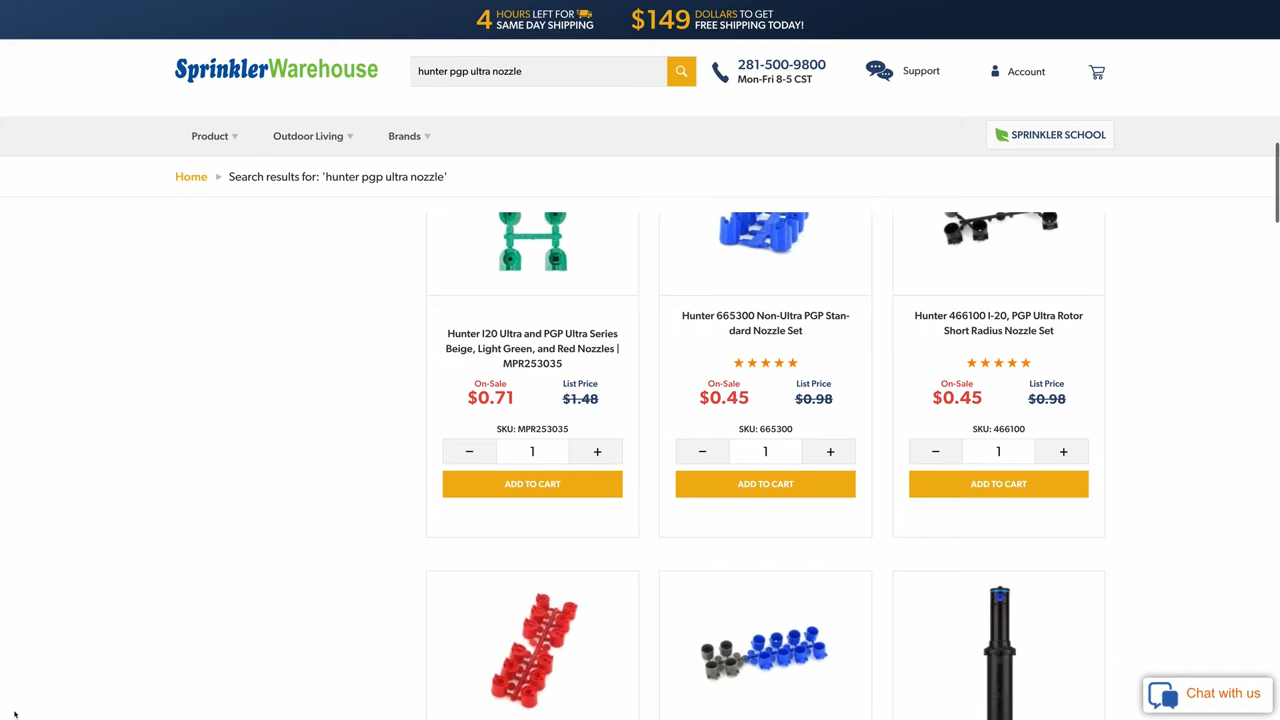 4 HOURS LEFT FOR
SAME DAY SHIPPING
$149 DOLLARS TO GET
FREE SHIPPING TODAY!
SprinklerWarehouse
hunter pgp ultra nozzle
281-500-9800
Mon-Fri 8-5 CST
Support
Account
Product
Outdoor Living
Brands
SPRINKLER SCHOOL
Home
Search results for: 'hunter pgp ultra nozzle'
Hunter I20 Ultra and PGP Ultra Series
Beige, Light Green, and Red Nozzles |
MPR253035
On-Sale
List Price
$0.71
$1.48
SKU: MPR253035
− 1 +
ADD TO CART
Hunter 665300 Non-Ultra PGP Stan-
dard Nozzle Set
On-Sale
List Price
$0.45
$0.98
SKU: 665300
− 1 +
ADD TO CART
Hunter 466100 I-20, PGP Ultra Rotor
Short Radius Nozzle Set
On-Sale
List Price
$0.45
$0.98
SKU: 466100
− 1 +
ADD TO CART
Chat with us